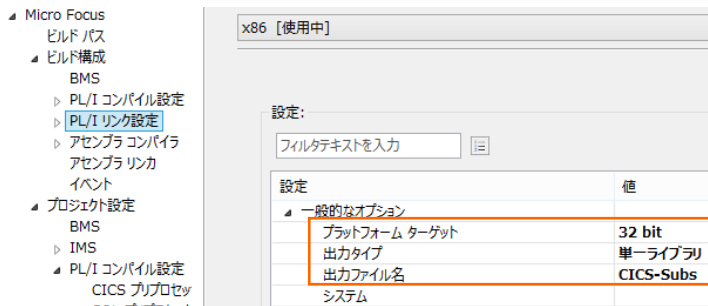 Micro Focus
ビルド パス
ビルド構成
BMS
PL/I コンパイル設定
PL/I リンク設定
アセンブラ コンパイラ
アセンブラ リンカ
イベント
プロジェクト設定
BMS
IMS
PL/I コンパイル設定
CICS プリプロセッ
x86 [使用中]
設定:
フィルタテキストを入力
設定 値
一般的なオプション
プラットフォーム ターゲット 32 bit
出力タイプ 単一ライブラリ
出力ファイル名 CICS-Subs
システム